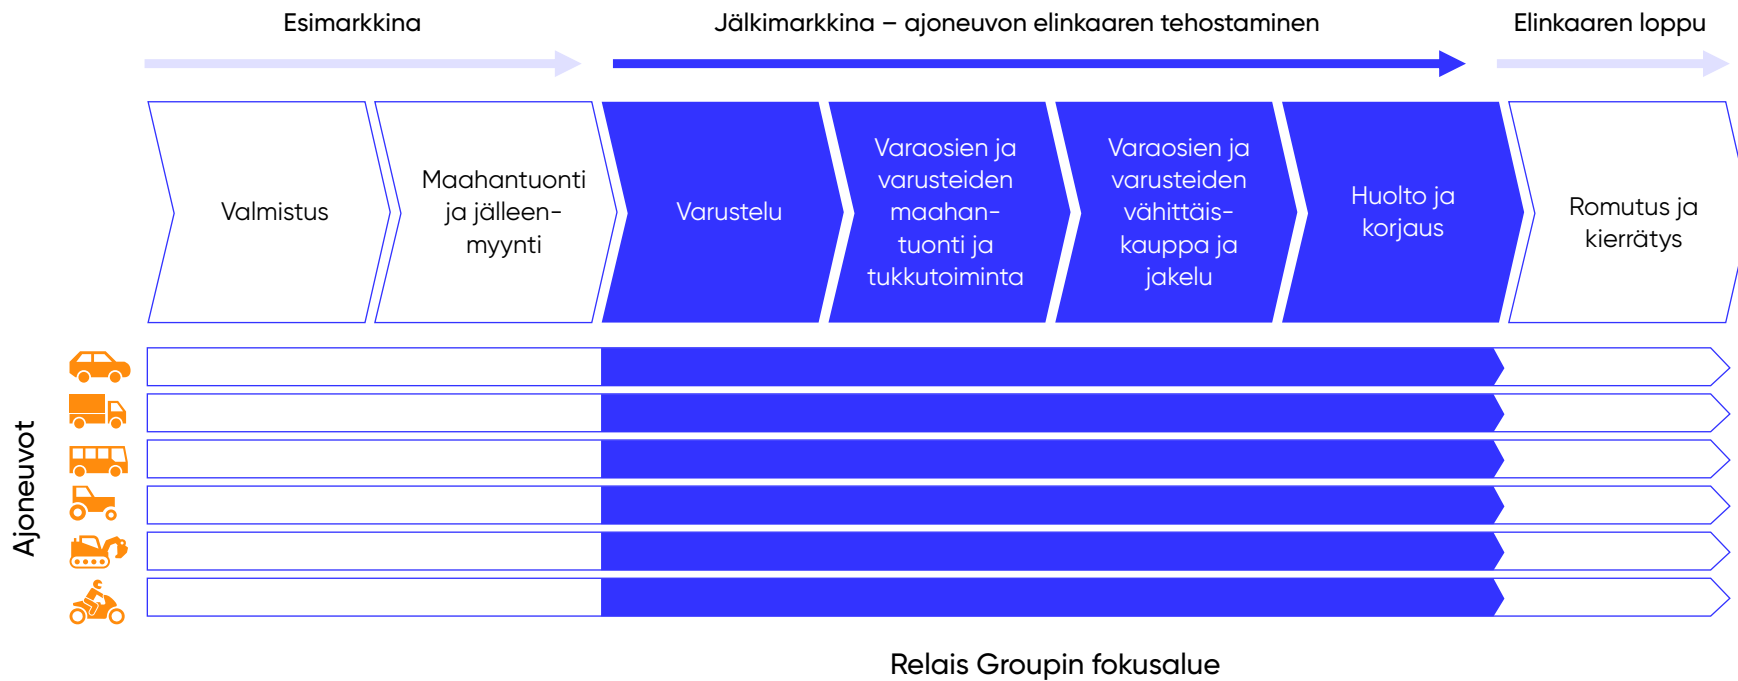 Esimarkkina
Jälkimarkkina – ajoneuvon elinkaaren tehostaminen
Elinkaaren loppu
Valmistus
Maahantuonti
ja jälleen-
myynti
Varustelu
Varaosien ja
varusteiden
maahan-
tuonti ja
tukkutoiminta
Varaosien ja
varusteiden
vähittäis-
kauppa ja
jakelu
Huolto ja
korjaus
Romutus ja
kierrätys
Ajoneuvot
Relais Groupin fokusalue